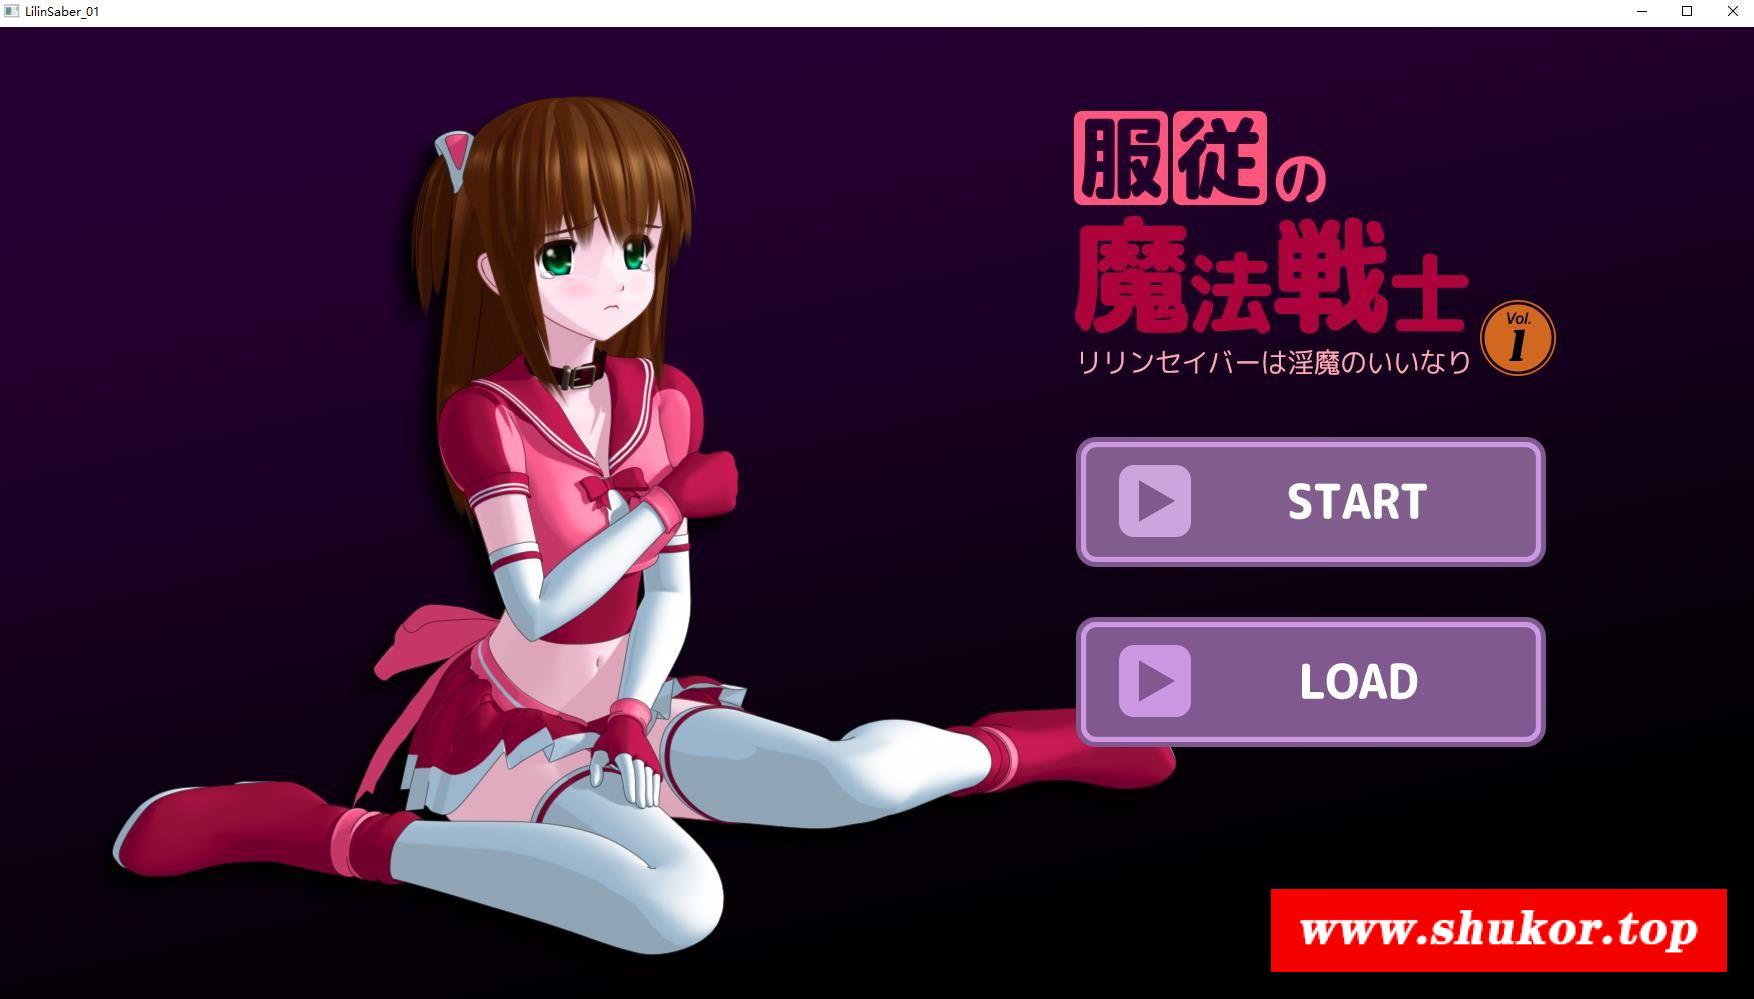 LilinSaber_01
服従の
魔法戦士
Vol.
1
リリンセイバーは淫魔のいいなり
START
LOAD
www.shukor.top